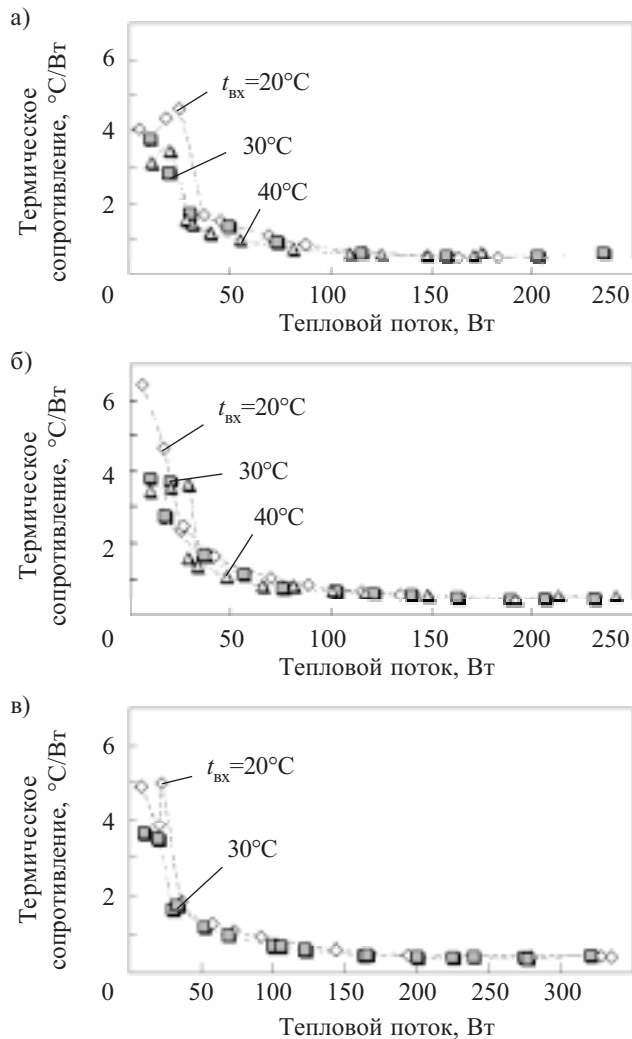 а)
Термическое
сопротивление, °С/Вт
6
4
2
0
t_вх=20°С
30°С
40°С
50 100 150 200 250
Тепловой поток, Вт
б)
Термическое
сопротивление, °С/Вт
6
4
2
0
t_вх=20°С
30°С
40°С
50 100 150 200 250
Тепловой поток, Вт
в)
Термическое
сопротивление, °С/Вт
6
4
2
0
t_вх=20°С
30°С
50 100 150 200 250 300
Тепловой поток, Вт